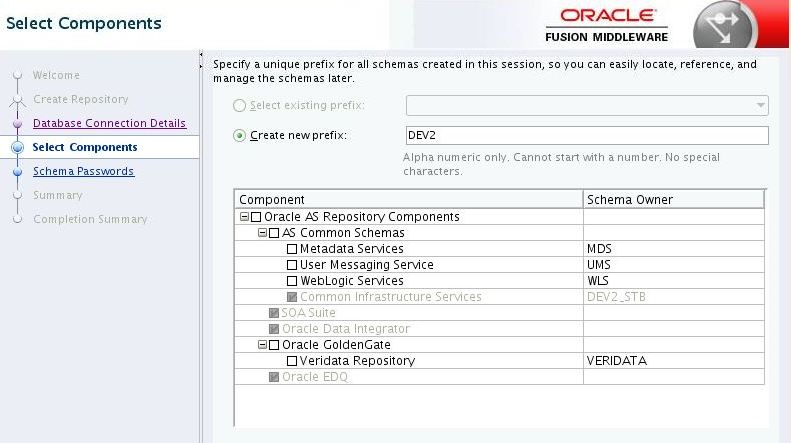 Select Components
ORACLE
FUSION MIDDLEWARE
Welcome
Create Repository
Database Connection Details
Select Components
Schema Passwords
Summary
Completion Summary
Specify a unique prefix for all schemas created in this session, so you can easily locate, reference, and
manage the schemas later.
Select existing prefix:
Create new prefix: DEV2
Alpha numeric only. Cannot start with a number. No special
characters.
Component Schema Owner
Oracle AS Repository Components
AS Common Schemas
Metadata Services MDS
User Messaging Service UMS
WebLogic Services WLS
Common Infrastructure Services DEV2_STB
SOA Suite
Oracle Data Integrator
Oracle GoldenGate
Veridata Repository VERIDATA
Oracle EDQ